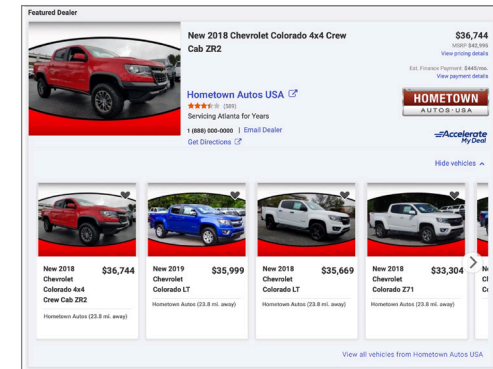 Featured Dealer
New 2018 Chevrolet Colorado 4x4 Crew
Cab ZR2
$36,744
MSRP $42,995
View pricing details
Est. Finance Payment: $445/mo.
View payment details
Hometown Autos USA
(389)
Servicing Atlanta for Years
1 (888) 000-0000 | Email Dealer
Get Directions
HOMETOWN
AUTOS·USA
Accelerate
My Deal
Hide vehicles
New 2018
Chevrolet
Colorado 4x4
Crew Cab ZR2
$36,744
Hometown Autos (23.8 mi. away)
New 2019
Chevrolet
Colorado LT
$35,999
Hometown Autos (23.8 mi. away)
New 2018
Chevrolet
Colorado LT
$35,669
Hometown Autos (23.8 mi. away)
New 2018
Chevrolet
Colorado Z71
$33,304
Hometown Autos (23.8 mi. away)
View all vehicles from Hometown Autos USA